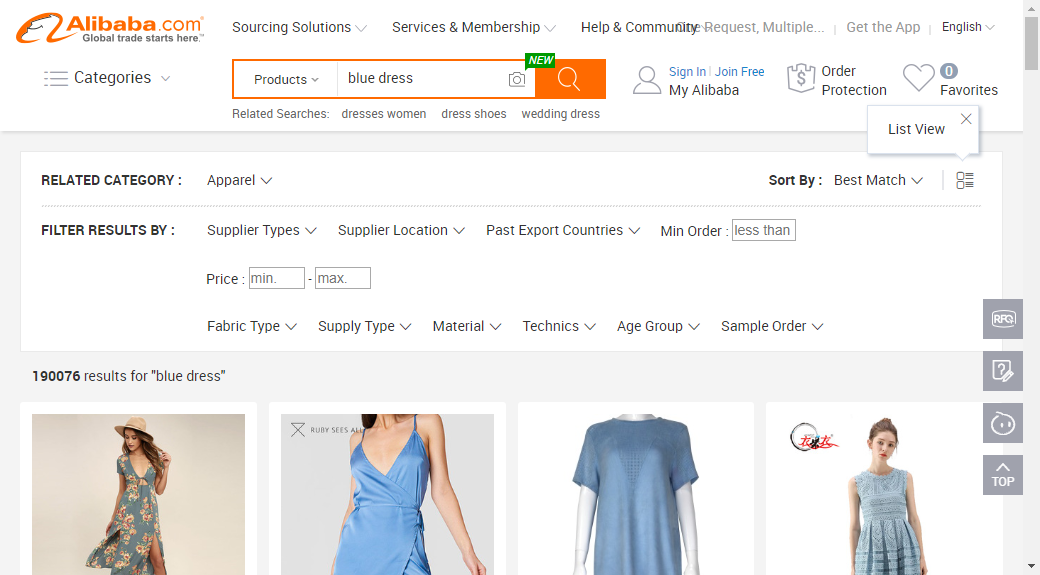 Alibaba.com
Global trade starts here.™
Sourcing Solutions
Services & Membership
Help & Community
One Request, Multiple...
Get the App
English
Categories
Products
blue dress
NEW
Sign In
Join Free
My Alibaba
Order
Protection
0
Favorites
Related Searches:
dresses women
dress shoes
wedding dress
List View
RELATED CATEGORY :
Apparel
Sort By :
Best Match
FILTER RESULTS BY :
Supplier Types
Supplier Location
Past Export Countries
Min Order :
less than
Price :
min.
-
max.
Fabric Type
Supply Type
Material
Technics
Age Group
Sample Order
RFQ
190076 results for "blue dress"
TOP
RUBY SEES ALL